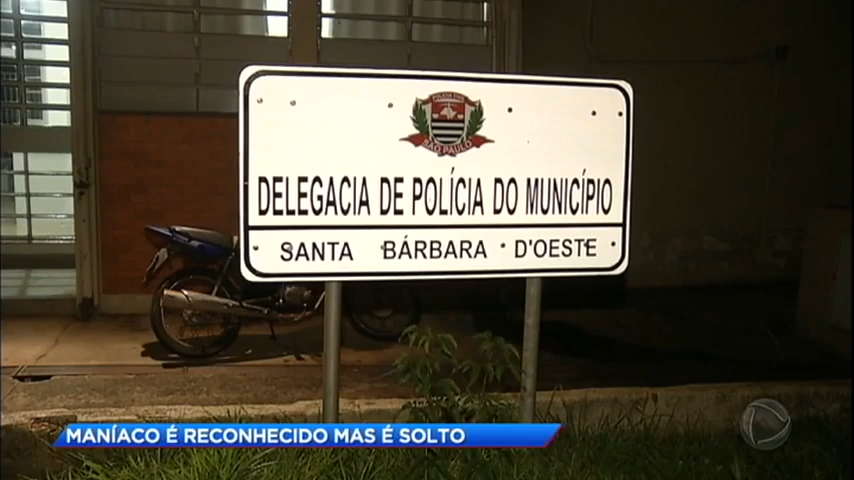 POLÍCIA CIVIL
SÃO PAULO
DELEGACIA DE POLÍCIA DO MUNICÍPIO
SANTA BÁRBARA D'OESTE
MANÍACO É RECONHECIDO MAS É SOLTO